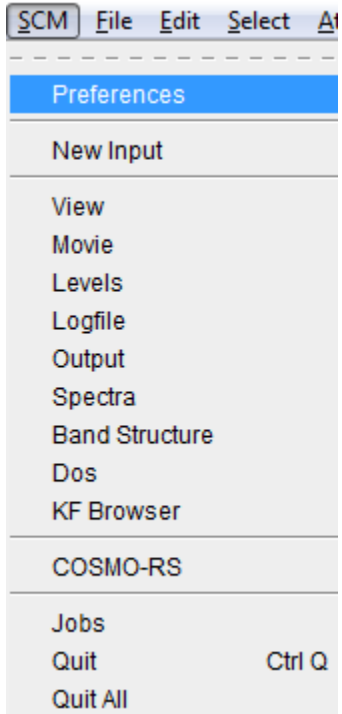 SCM File Edit Select At
Preferences
New Input
View
Movie
Levels
Logfile
Output
Spectra
Band Structure
Dos
KF Browser
COSMO-RS
Jobs
Quit Ctrl Q
Quit All